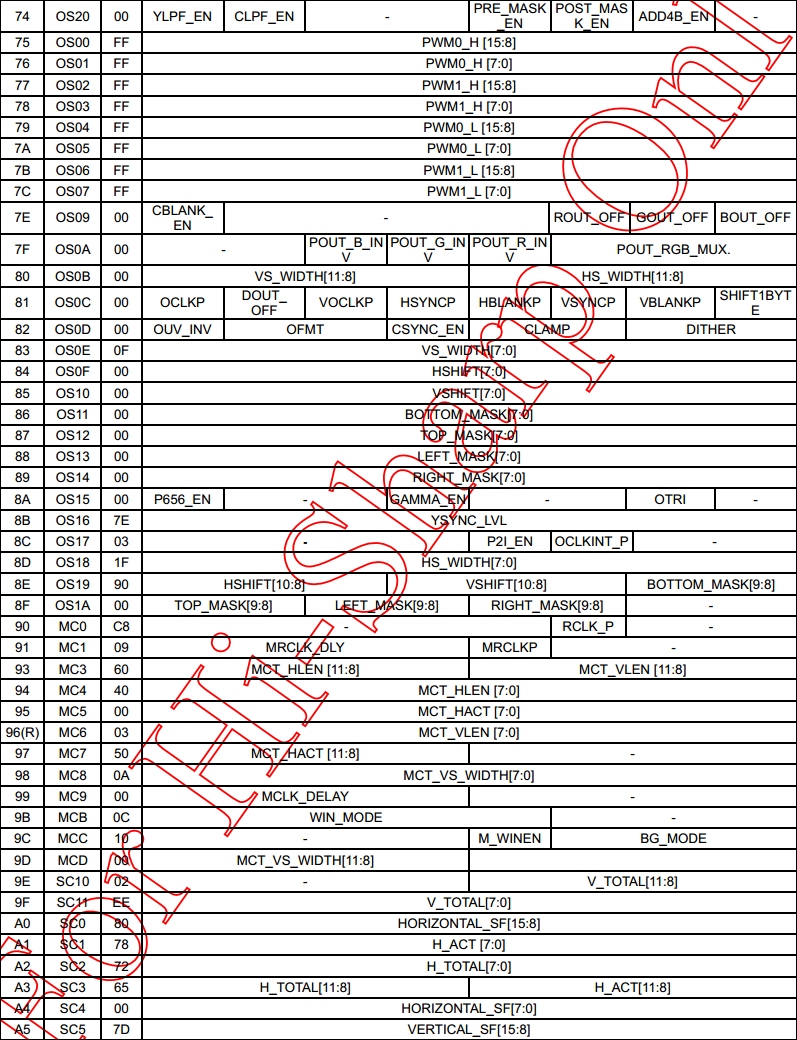 74 OS20 00 YLPF_EN CLPF_EN - PRE_MASK_EN POST_MASK_EN ADD4B_EN -
75 OS00 FF PWM0_H [15:8]
76 OS01 FF PWM0_H [7:0]
77 OS02 FF PWM1_H [15:8]
78 OS03 FF PWM1_H [7:0]
79 OS04 FF PWM0_L [15:8]
7A OS05 FF PWM0_L [7:0]
7B OS06 FF PWM1_L [15:8]
7C OS07 FF PWM1_L [7:0]
7E OS09 00 CBLANK_EN - ROUT_OFF GOUT_OFF BOUT_OFF
7F OS0A 00 - POUT_B_INV POUT_G_INV POUT_R_INV POUT_RGB_MUX.
80 OS0B 00 VS_WIDTH[11:8] HS_WIDTH[11:8]
81 OS0C 00 OCLKP DOUT_OFF VOCLKP HSYNCP HBLANKP VSYNCP VBLANKP SHIFT1BYTE
82 OS0D 00 OUV_INV OFMT CSYNC_EN CLAMP DITHER
83 OS0E 0F VS_WIDTH[7:0]
84 OS0F 00 HSHIFT[7:0]
85 OS10 00 VSHIFT[7:0]
86 OS11 00 BOTTOM_MASK[7:0]
87 OS12 00 TOP_MASK[7:0]
88 OS13 00 LEFT_MASK[7:0]
89 OS14 00 RIGHT_MASK[7:0]
8A OS15 00 P656_EN - GAMMA_EN - OTRI -
8B OS16 7E YSYNC_LVL
8C OS17 03 - P2I_EN OCLKINT_P -
8D OS18 1F HS_WIDTH[7:0]
8E OS19 90 HSHIFT[10:8] VSHIFT[10:8] BOTTOM_MASK[9:8]
8F OS1A 00 TOP_MASK[9:8] LEFT_MASK[9:8] RIGHT_MASK[9:8] -
90 MC0 C8 - RCLK_P -
91 MC1 09 MRCLK_DLY MRCLKP -
93 MC3 60 MCT_HLEN [11:8] MCT_VLEN [11:8]
94 MC4 40 MCT_HLEN [7:0]
95 MC5 00 MCT_HACT [7:0]
96(R) MC6 03 MCT_VLEN [7:0]
97 MC7 50 MCT_HACT [11:8] -
98 MC8 0A MCT_VS_WIDTH[7:0]
99 MC9 00 MCLK_DELAY -
9B MCB 0C WIN_MODE -
9C MCC 10 - M_WINEN BG_MODE
9D MCD 00 MCT_VS_WIDTH[11:8]
9E SC10 02 - V_TOTAL[11:8]
9F SC11 EE V_TOTAL[7:0]
A0 SC0 80 HORIZONTAL_SF[15:8]
A1 SC1 78 H_ACT [7:0]
A2 SC2 72 H_TOTAL[7:0]
A3 SC3 65 H_TOTAL[11:8] H_ACT[11:8]
A4 SC4 00 HORIZONTAL_SF[7:0]
A5 SC5 7D VERTICAL_SF[15:8]
or Hi-Sharp Onl